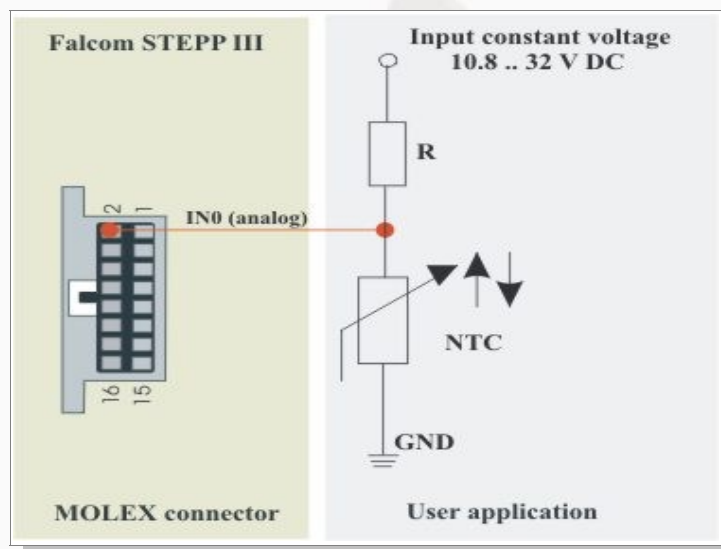 Falcom STEPP III
Input constant voltage
10.8 .. 32 V DC
R
2 1
IN0 (analog)
NTC
16 15
GND
MOLEX connector
User application